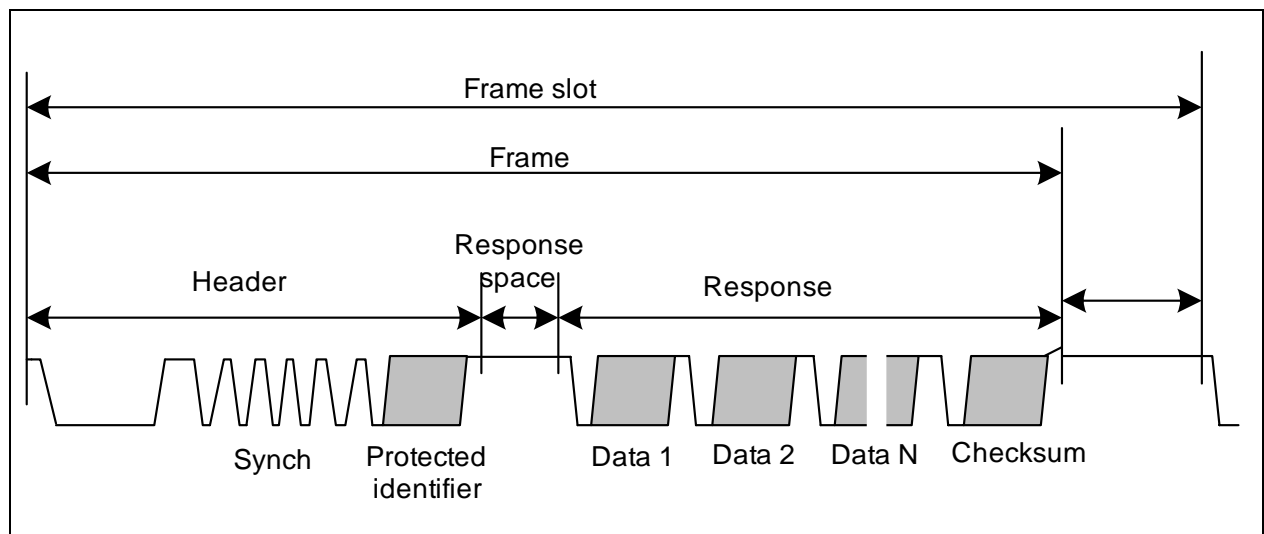 Frame slot
Frame
Response
space
Header
Response
Synch
Protected
identifier
Data 1
Data 2
Data N
Checksum